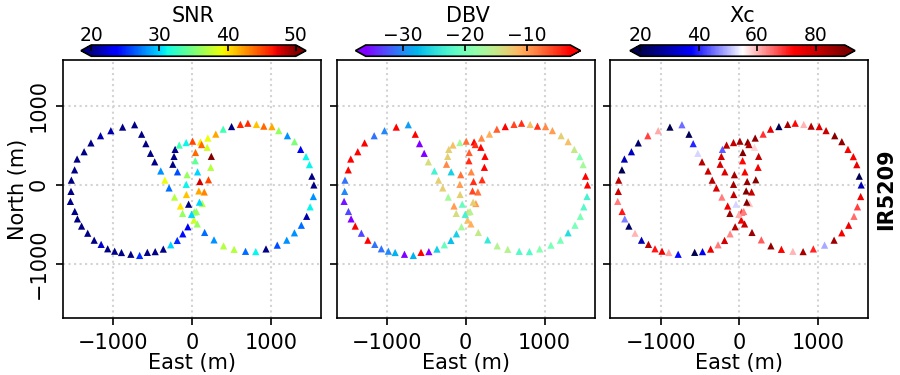 SNR DBV Xc
20 30 40 50 −30 −20 −10 20 40 60 80
1000
0
−1000
North (m)
IR5209
−1000 0 1000 −1000 0 1000 −1000 0 1000
East (m) East (m) East (m)